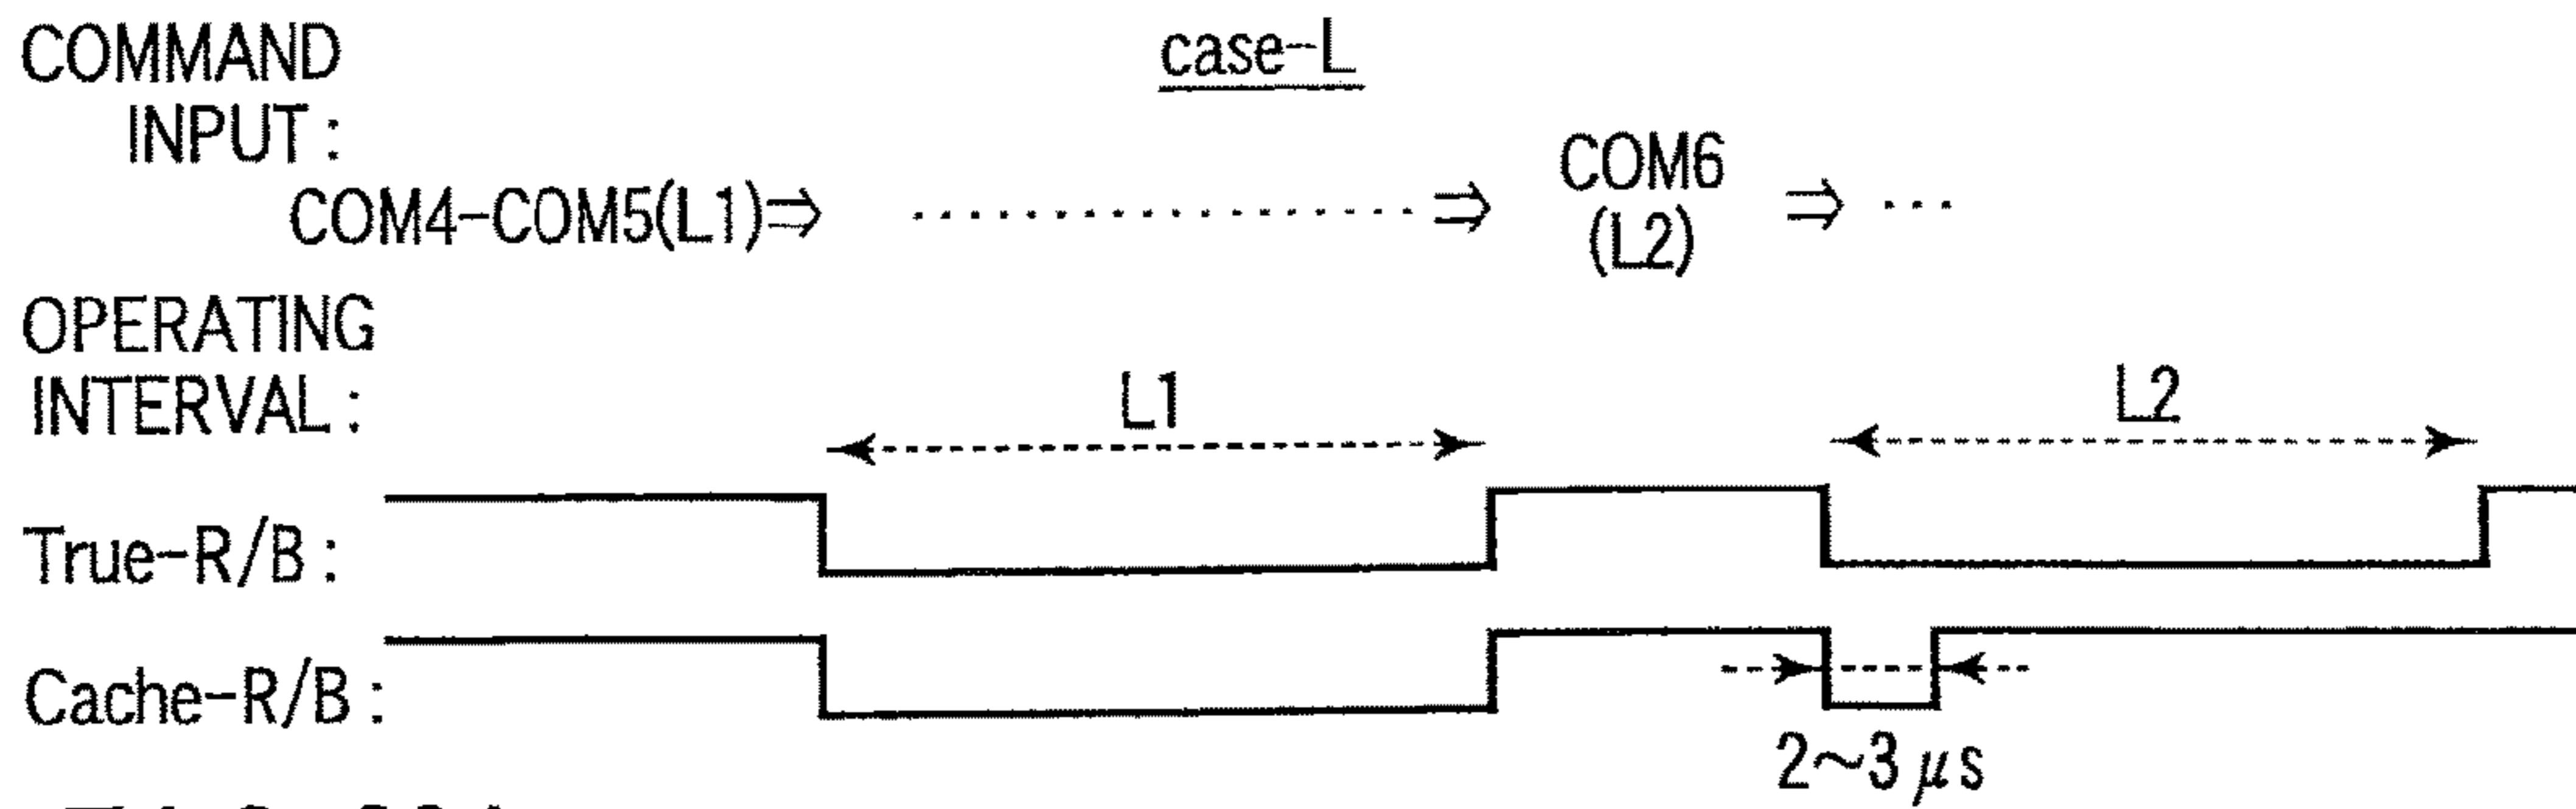 COMMAND
INPUT :
case-L
COM4-COM5(L1)⇒ ............... ⇒ COM6 (L2) ⇒ ...
OPERATING
INTERVAL :
L1
L2
True-R/B :
Cache-R/B :
2~3 μs